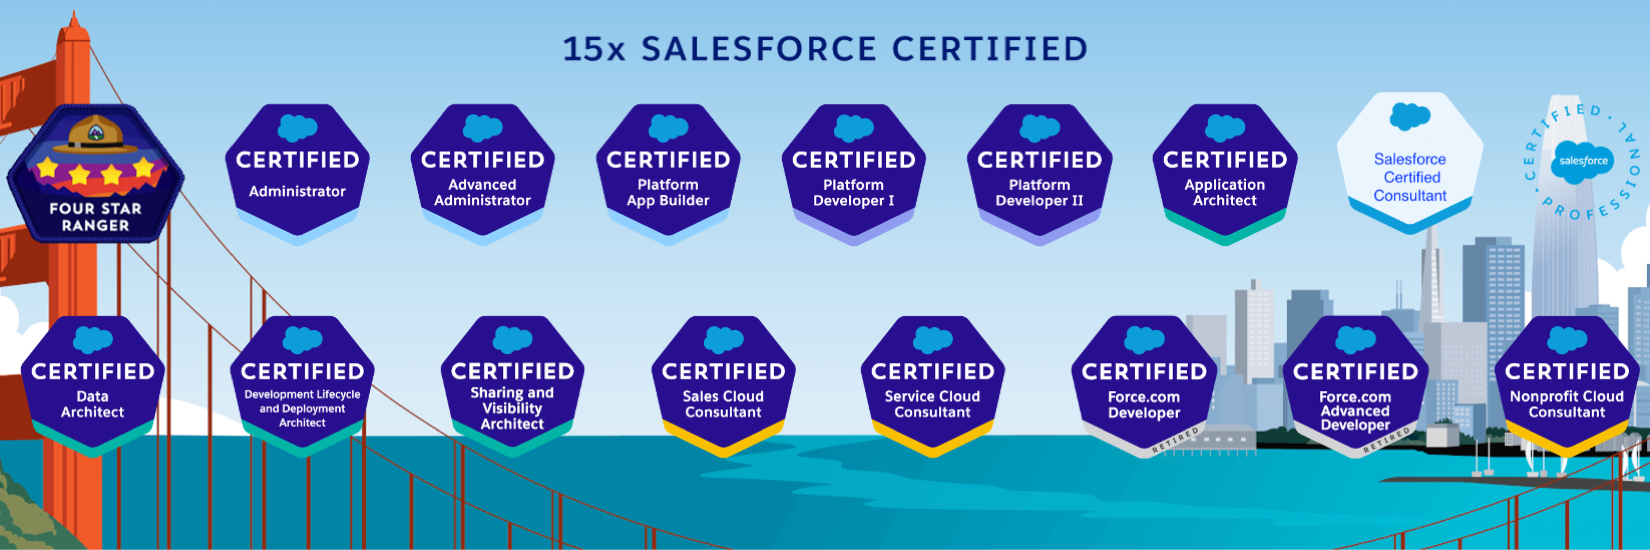 15x SALESFORCE CERTIFIED
FOUR STAR
RANGER
CERTIFIED
Administrator
CERTIFIED
Advanced
Administrator
CERTIFIED
Platform
App Builder
CERTIFIED
Platform
Developer I
CERTIFIED
Platform
Developer II
CERTIFIED
Application
Architect
Salesforce
Certified
Consultant
CERTIFIED • PROFESSIONAL •
salesforce
CERTIFIED
Data
Architect
CERTIFIED
Development Lifecycle
and Deployment
Architect
CERTIFIED
Sharing and
Visibility
Architect
CERTIFIED
Sales Cloud
Consultant
CERTIFIED
Service Cloud
Consultant
CERTIFIED
Force.com
Developer
RETIRED
CERTIFIED
Force.com
Advanced
Developer
RETIRED
CERTIFIED
Nonprofit Cloud
Consultant